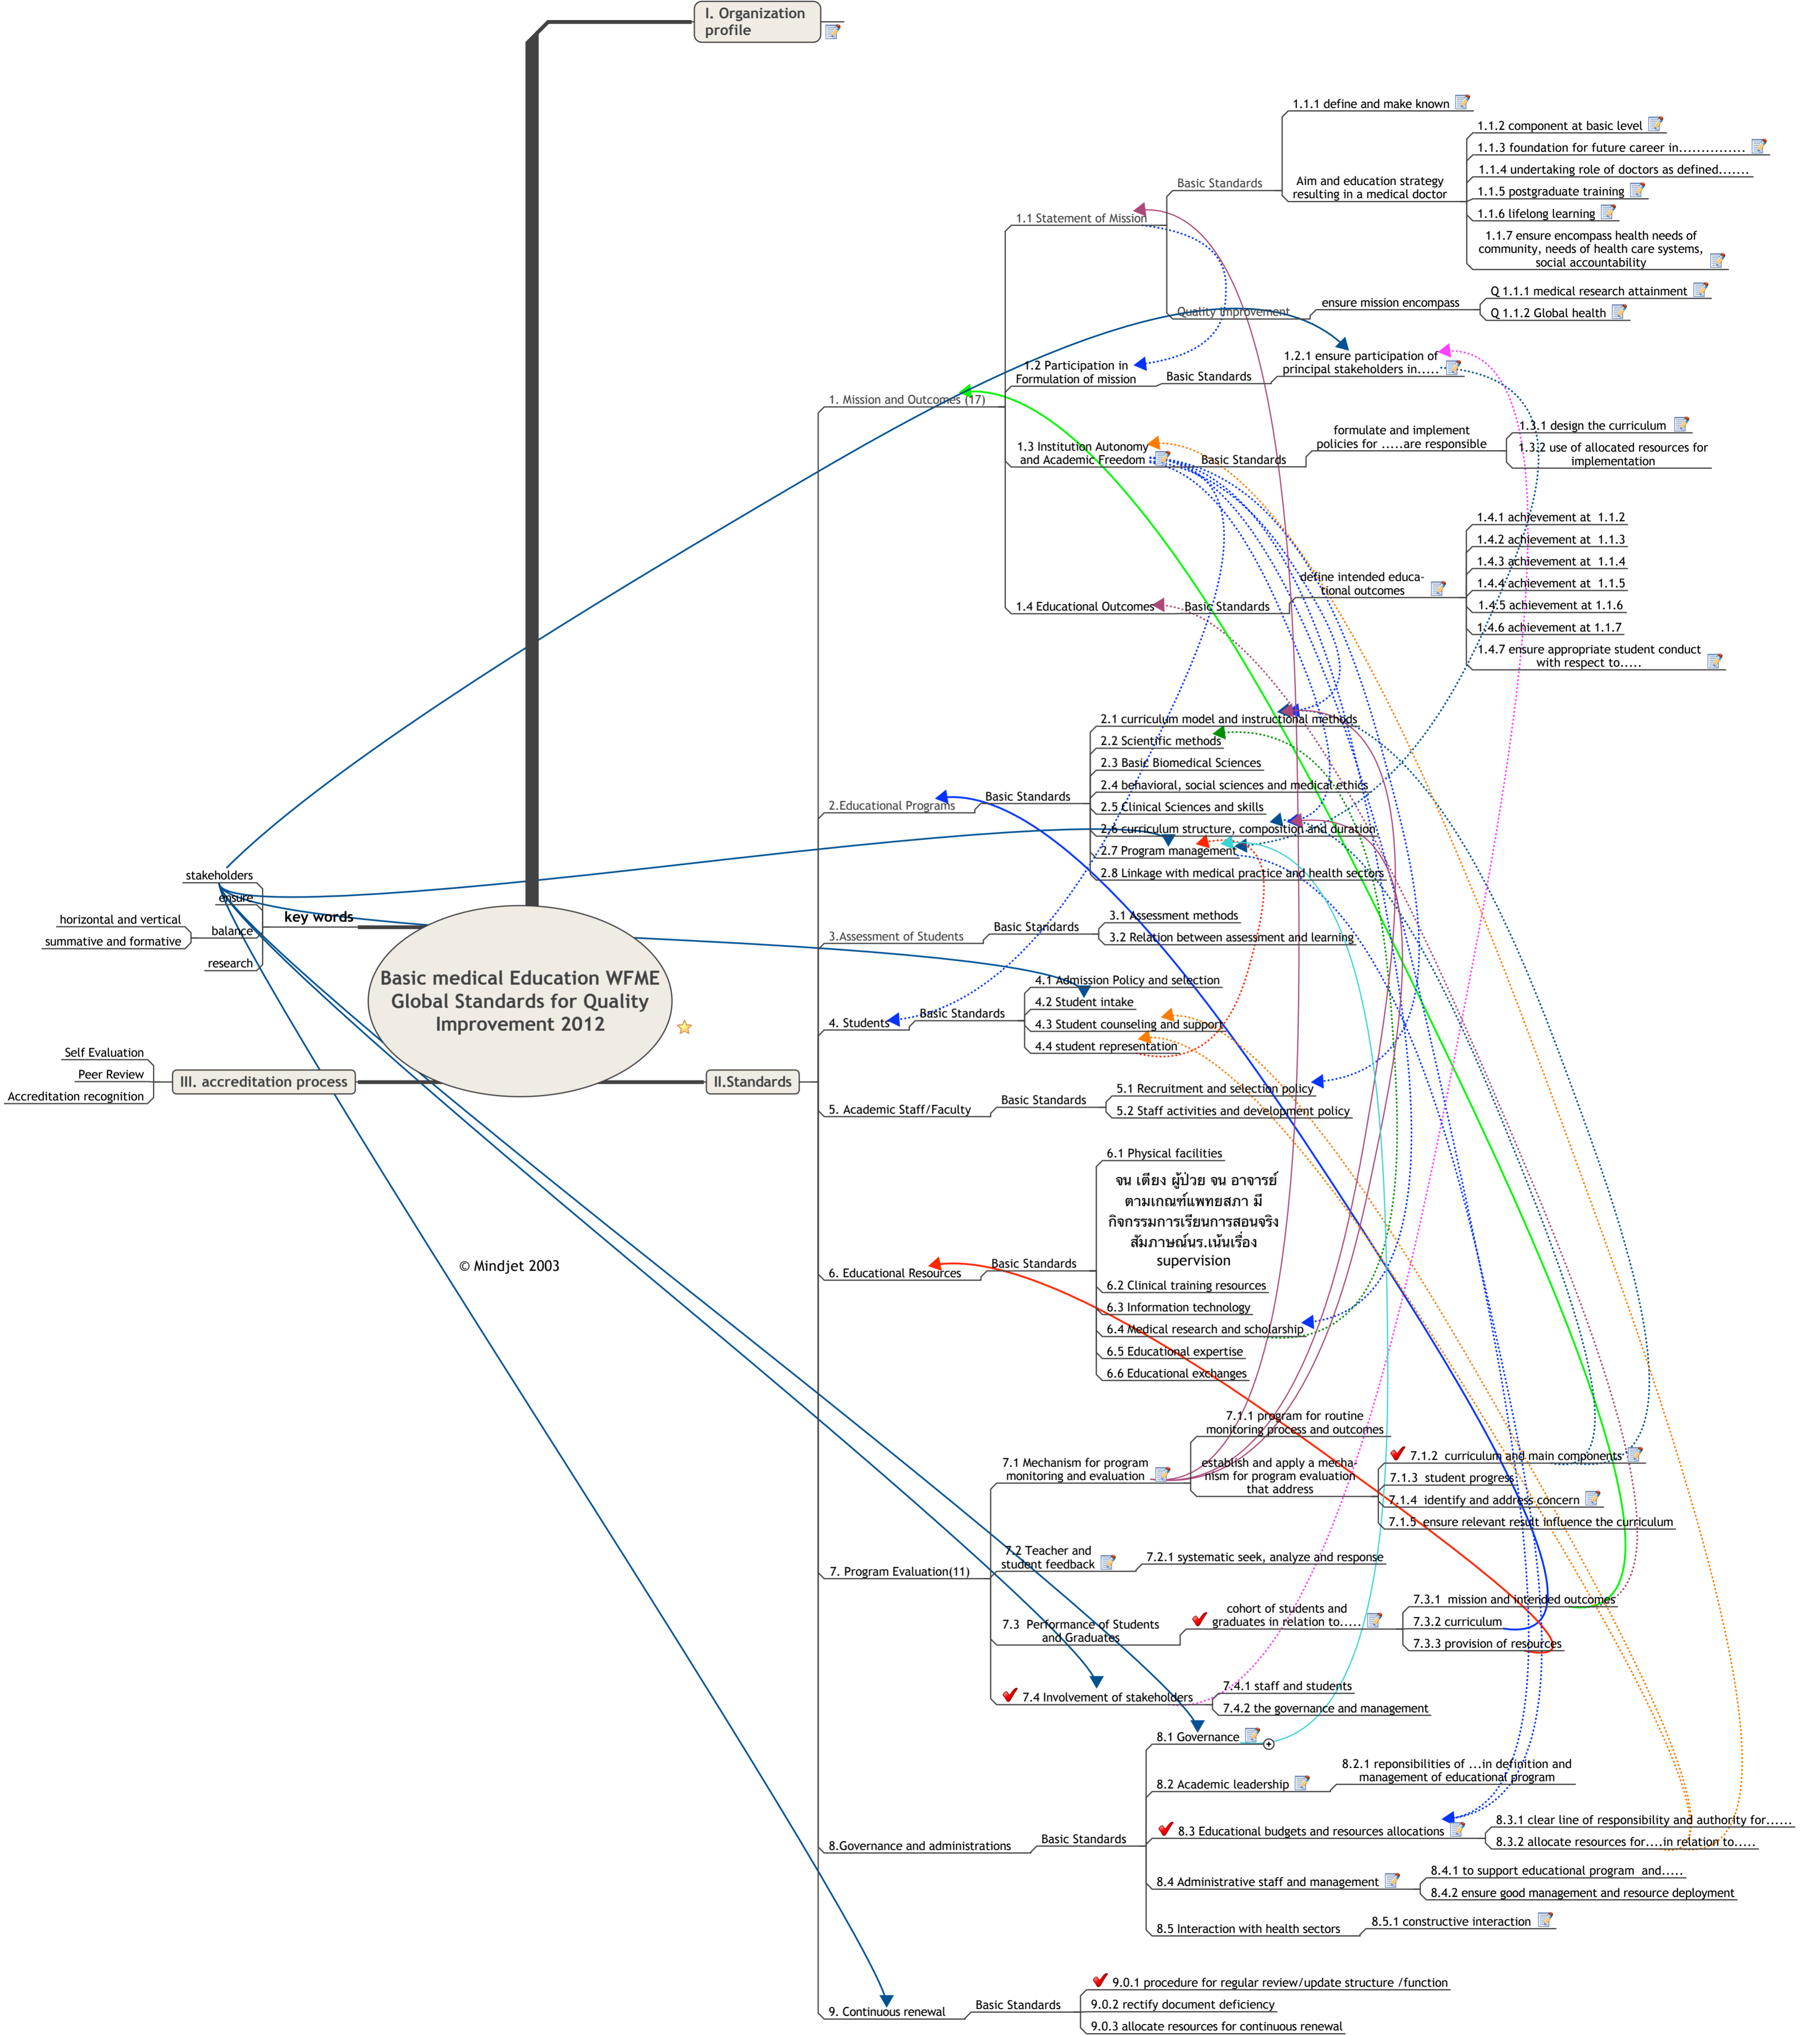 I. Organization
profile
1.1.1 define and make known
1.1.2 component at basic level
1.1.3 foundation for future career in...............
1.1.4 undertaking role of doctors as defined.......
Aim and education strategy
resulting in a medical doctor
1.1.5 postgraduate training
1.1.6 lifelong learning
1.1.7 ensure encompass health needs of
community, needs of health care systems,
social accountability
Basic Standards
1.1 Statement of Mission
Quality Improvement
ensure mission encompass
Q 1.1.1 medical research attainment
Q 1.1.2 Global health
1.2 Participation in
Formulation of mission
Basic Standards
1.2.1 ensure participation of
principal stakeholders in.....
1. Mission and Outcomes (17)
1.3 Institution Autonomy
and Academic Freedom
Basic Standards
formulate and implement
policies for .....are responsible
1.3.1 design the curriculum
1.3.2 use of allocated resources for
implementation
1.4 Educational Outcomes
Basic Standards
define intended educa-
tional outcomes
1.4.1 achievement at  1.1.2
1.4.2 achievement at  1.1.3
1.4.3 achievement at  1.1.4
1.4.4 achievement at  1.1.5
1.4.5 achievement at 1.1.6
1.4.6 achievement at 1.1.7
1.4.7 ensure appropriate student conduct
with respect to.....
2.Educational Programs
Basic Standards
2.1 curriculum model and instructional methods
2.2 Scientific methods
2.3 Basic Biomedical Sciences
2.4 behavioral, social sciences and medical ethics
2.5 Clinical Sciences and skills
2.6 curriculum structure, composition and duration
2.7 Program management
2.8 Linkage with medical practice and health sectors
stakeholders
ensure
key words
horizontal and vertical
balance
summative and formative
research
3.Assessment of Students
Basic Standards
3.1 Assessment methods
3.2 Relation between assessment and learning
Basic medical Education WFME
Global Standards for Quality
Improvement 2012
4. Students
Basic Standards
4.1 Admission Policy and selection
4.2 Student intake
4.3 Student counseling and support
4.4 student representation
Self Evaluation
Peer Review
Accreditation recognition
III. accreditation process
II.Standards
5. Academic Staff/Faculty
Basic Standards
5.1 Recruitment and selection policy
5.2 Staff activities and development policy
6. Educational Resources
Basic Standards
6.1 Physical facilities
จน เตียง ผู้ป่วย จน อาจารย์
ตามเกณฑ์แพทยสภา มี
กิจกรรมการเรียนการสอนจริง
สัมภาษณ์นร.เน้นเรื่อง
supervision
6.2 Clinical training resources
6.3 Information technology
6.4 Medical research and scholarship
6.5 Educational expertise
6.6 Educational exchanges
© Mindjet 2003
7. Program Evaluation(11)
7.1 Mechanism for program
monitoring and evaluation
7.1.1 program for routine
monitoring process and outcomes
establish and apply a mecha-
nism for program evaluation
that address
7.1.2  curriculum and main components
7.1.3  student progress
7.1.4  identify and address concern
7.1.5  ensure relevant result influence the curriculum
7.2 Teacher and
student feedback
7.2.1 systematic seek, analyze and response
7.3  Performance of Students
and Graduates
cohort of students and
graduates in relation to.....
7.3.1  mission and intended outcomes
7.3.2 curriculum
7.3.3 provision of resources
7.4 Involvement of stakeholders
7.4.1 staff and students
7.4.2 the governance and management
8.Governance and administrations
Basic Standards
8.1 Governance
8.2 Academic leadership
8.2.1 reponsibilities of ...in definition and
management of educational program
8.3 Educational budgets and resources allocations
8.3.1 clear line of responsibility and authority for......
8.3.2 allocate resources for....in relation to.....
8.4 Administrative staff and management
8.4.1 to support educational program  and.....
8.4.2 ensure good management and resource deployment
8.5 Interaction with health sectors
8.5.1 constructive interaction
9. Continuous renewal
Basic Standards
9.0.1 procedure for regular review/update structure /function
9.0.2 rectify document deficiency
9.0.3 allocate resources for continuous renewal